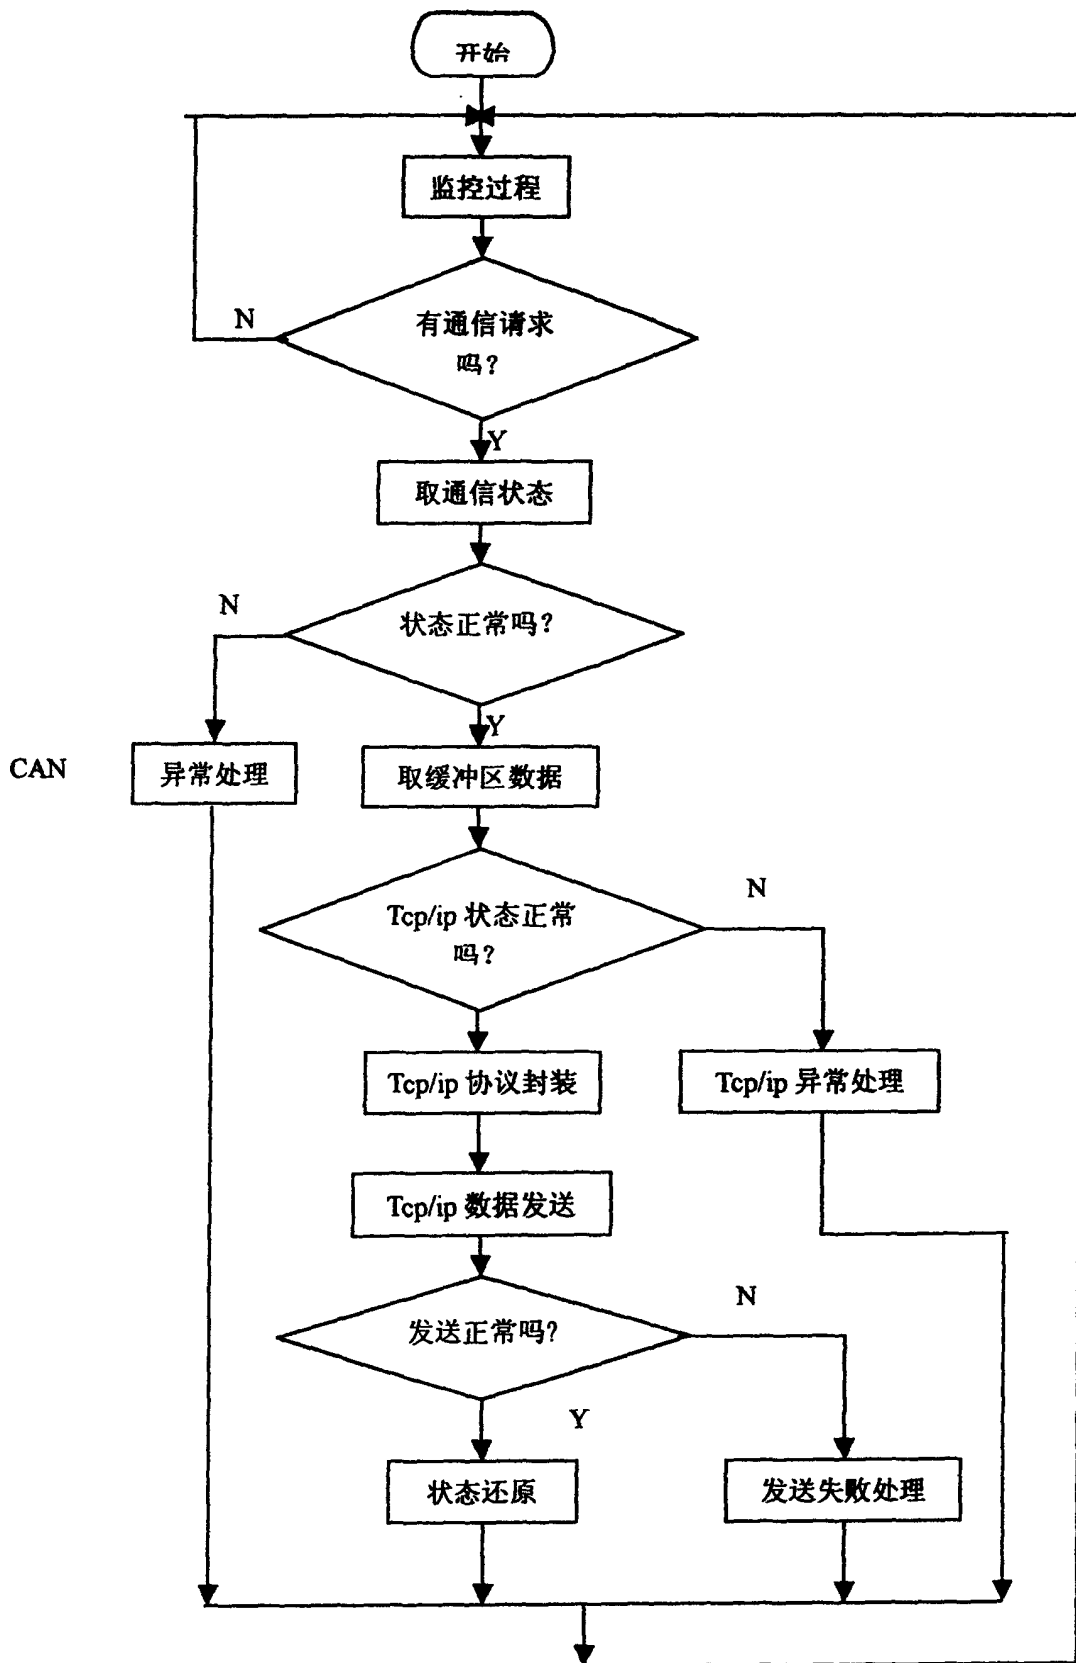 开始
监控过程
N
有通信请求
吗？
Y
取通信状态
N
状态正常吗？
Y
CAN
异常处理
取缓冲区数据
N
Tcp/ip 状态正常
吗？
Tcp/ip 协议封装
Tcp/ip 异常处理
Tcp/ip 数据发送
N
发送正常吗？
Y
状态还原
发送失败处理